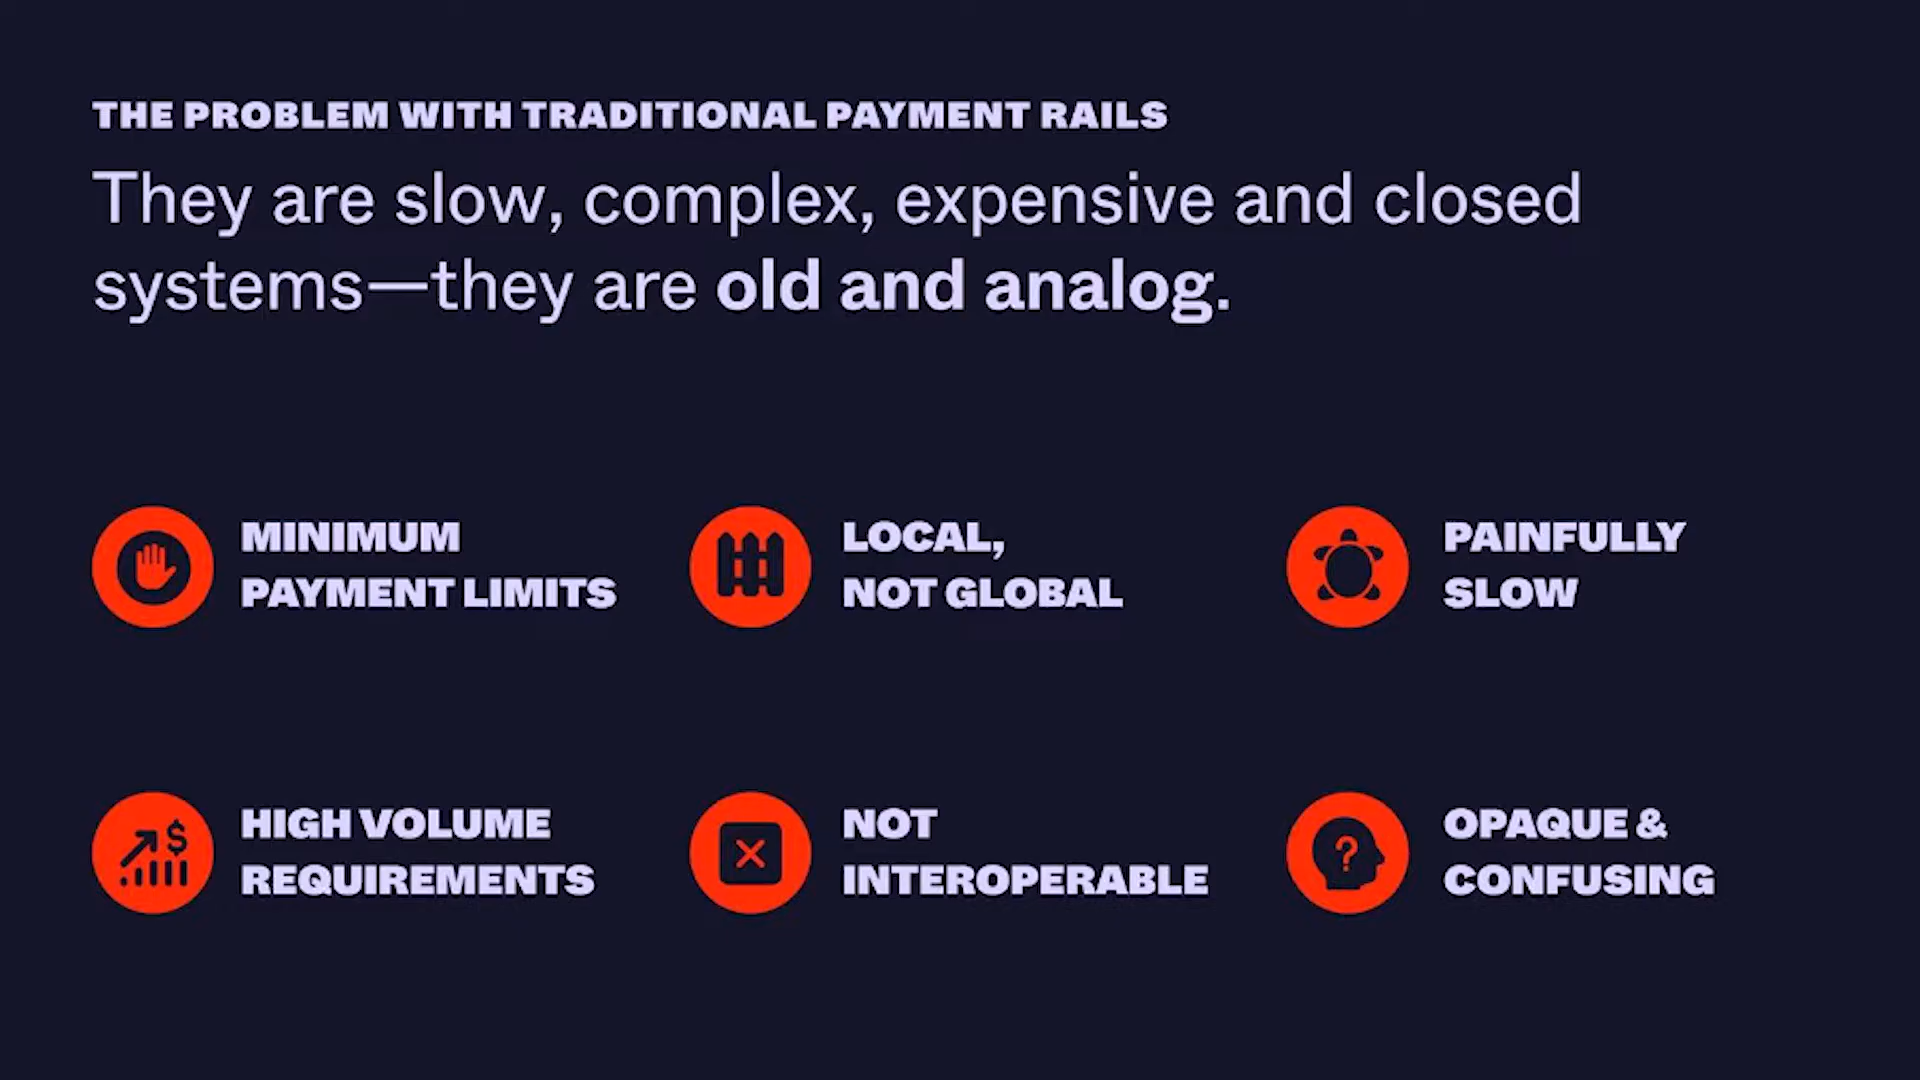 THE PROBLEM WITH TRADITIONAL PAYMENT RAILS
They are slow, complex, expensive and closed
systems—they are old and analog.
MINIMUM
PAYMENT LIMITS
LOCAL,
NOT GLOBAL
PAINFULLY
SLOW
$
HIGH VOLUME
REQUIREMENTS
NOT
INTEROPERABLE
?
OPAQUE &
CONFUSING